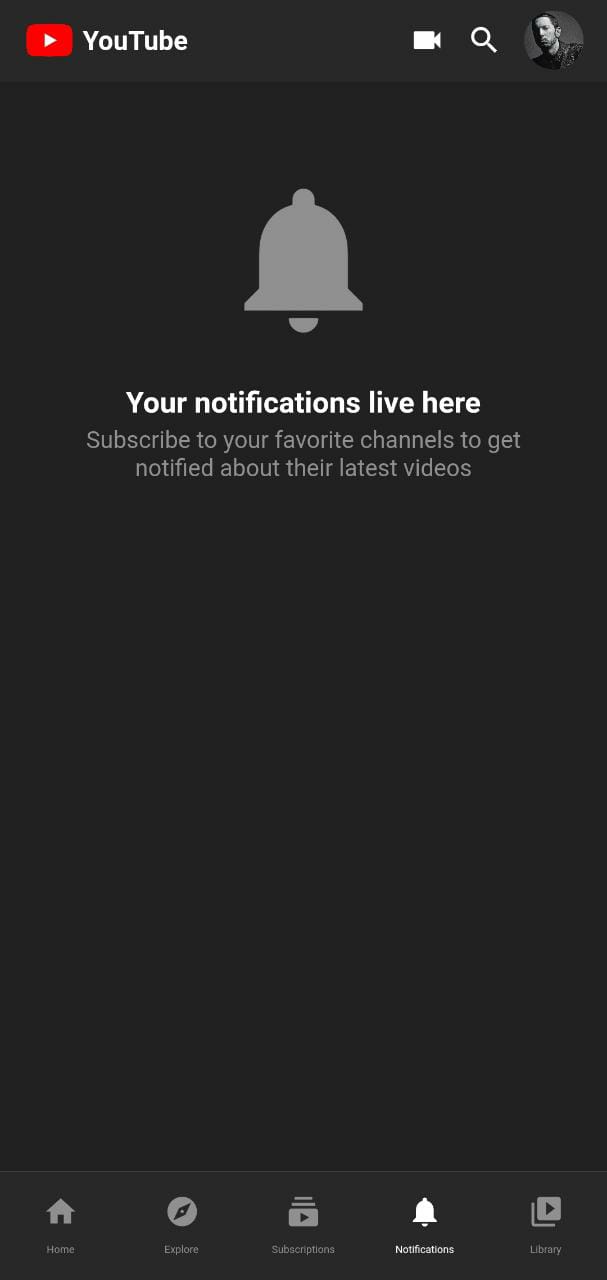 YouTube
Your notifications live here
Subscribe to your favorite channels to get
notified about their latest videos
Home
Explore
Subscriptions
Notifications
Library